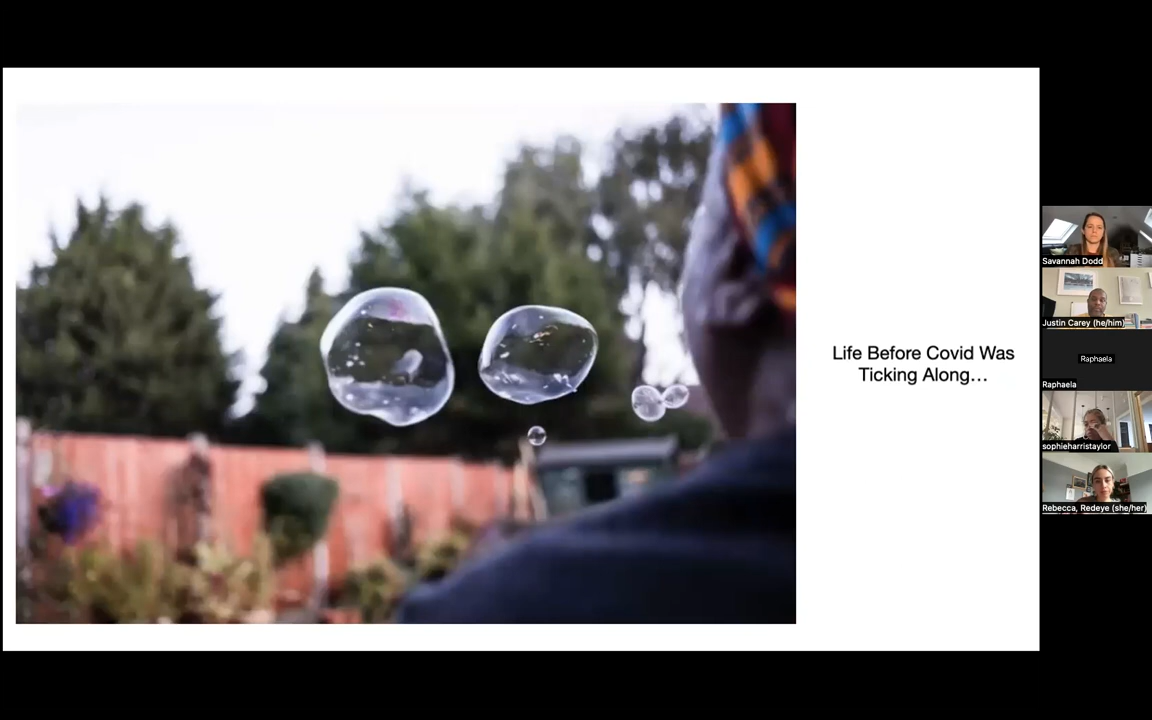 Life Before Covid Was
Ticking Along…
Savannah Dodd
Justin Carey (he/him)
Raphaela
Raphaela
sophieharristaylor
Rebecca, Redeye (she/her)